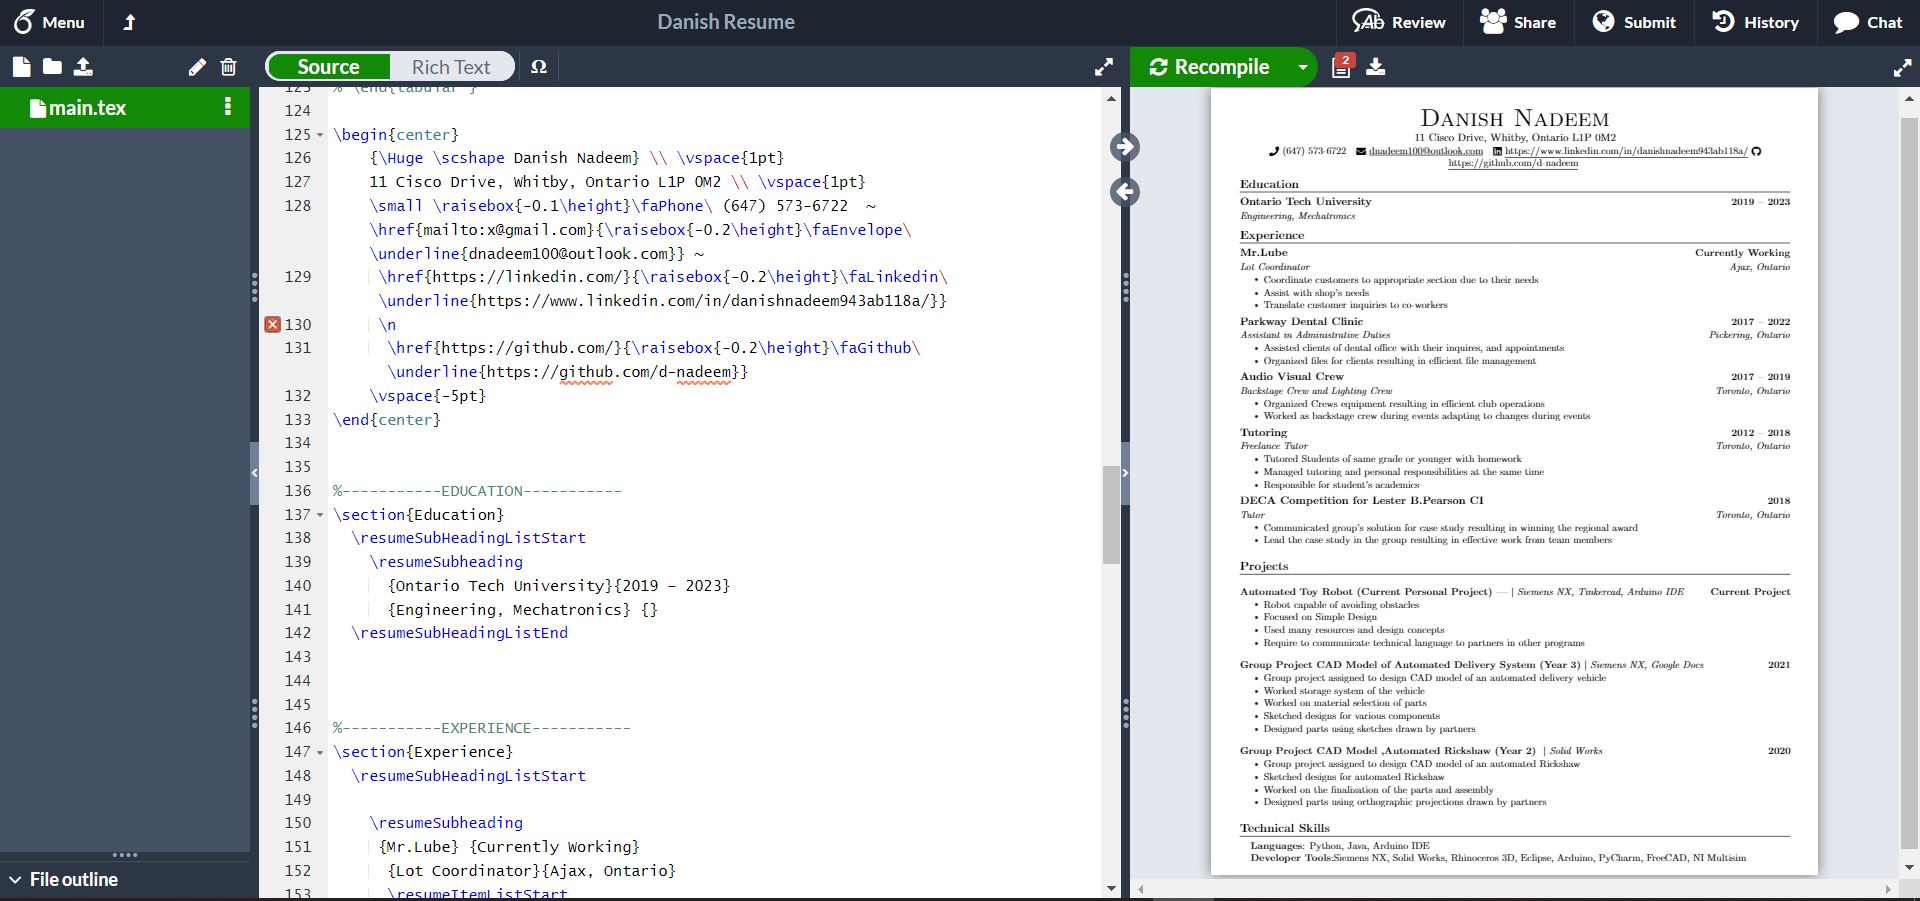 Menu
Danish Resume
Review
Share
Submit
History
Chat
Source
Rich Text
Ω
Recompile
2
main.tex
File outline
123 % \end{tabular*}
124
125 \begin{center}
126 {\Huge \scshape Danish Nadeem} \\ \vspace{1pt}
127 11 Cisco Drive, Whitby, Ontario L1P 0M2 \\ \vspace{1pt}
128 \small \raisebox{-0.1\height}\faPhone\ (647) 573-6722 ~
\href{mailto:x@gmail.com}{\raisebox{-0.2\height}\faEnvelope\
\underline{dnadeem100@outlook.com}} ~
129 \href{https://linkedin.com/}{\raisebox{-0.2\height}\faLinkedin\
\underline{https://www.linkedin.com/in/danishnadeem943ab118a/}}
130 \n
131 \href{https://github.com/}{\raisebox{-0.2\height}\faGithub\
\underline{https://github.com/d-nadeem}}
132 \vspace{-5pt}
133 \end{center}
134
135
136 %-----------EDUCATION-----------
137 \section{Education}
138 \resumeSubHeadingListStart
139 \resumeSubheading
140 {Ontario Tech University}{2019 – 2023}
141 {Engineering, Mechatronics} {}
142 \resumeSubHeadingListEnd
143
144
145
146 %-----------EXPERIENCE-----------
147 \section{Experience}
148 \resumeSubHeadingListStart
149
150 \resumeSubheading
151 {Mr.Lube} {Currently Working}
152 {Lot Coordinator}{Ajax, Ontario}
153 \resumeItemListStart
Danish Nadeem
11 Cisco Drive, Whitby, Ontario L1P 0M2
(647) 573-6722 dnadeem100@outlook.com https://www.linkedin.com/in/danishnadeem943ab118a/
https://github.com/d-nadeem
Education
Ontario Tech University 2019 – 2023
Engineering, Mechatronics
Experience
Mr.Lube Currently Working
Lot Coordinator Ajax, Ontario
• Coordinate customers to appropriate section due to their needs
• Assist with shop's needs
• Translate customer inquiries to co-workers
Parkway Dental Clinic 2017 – 2022
Assistant in Administrative Duties Pickering, Ontario
• Assisted clients of dental office with their inquires, and appointments
• Organized files for clients resulting in efficient file management
Audio Visual Crew 2017 – 2019
Backstage Crew and Lighting Crew Toronto, Ontario
• Organized Crews equipment resulting in efficient club operations
• Worked as backstage crew during events adapting to changes during events
Tutoring 2012 – 2018
Freelance Tutor Toronto, Ontario
• Tutored Students of same grade or younger with homework
• Managed tutoring and personal responsibilities at the same time
• Responsible for student's academics
DECA Competition for Lester B.Pearson CI 2018
Tutor Toronto, Ontario
• Communicated group's solution for case study resulting in winning the regional award
• Lead the case study in the group resulting in effective work from team members
Projects
Automated Toy Robot (Current Personal Project) — | Siemens NX, Tinkercad, Arduino IDE Current Project
• Robot capable of avoiding obstacles
• Focused on Simple Design
• Used many resources and design concepts
• Require to communicate technical language to partners in other programs
Group Project CAD Model of Automated Delivery System (Year 3) | Siemens NX, Google Docs 2021
• Group project assigned to design CAD model of an automated delivery vehicle
• Worked storage system of the vehicle
• Worked on material selection of parts
• Sketched designs for various components
• Designed parts using sketches drawn by partners
Group Project CAD Model ,Automated Rickshaw (Year 2) | Solid Works 2020
• Group project assigned to design CAD model of an automated Rickshaw
• Sketched designs for automated Rickshaw
• Worked on the finalization of the parts and assembly
• Designed parts using orthographic projections drawn by partners
Technical Skills
Languages: Python, Java, Arduino IDE
Developer Tools:Siemens NX, Solid Works, Rhinoceros 3D, Eclipse, Arduino, PyCharm, FreeCAD, NI Multisim